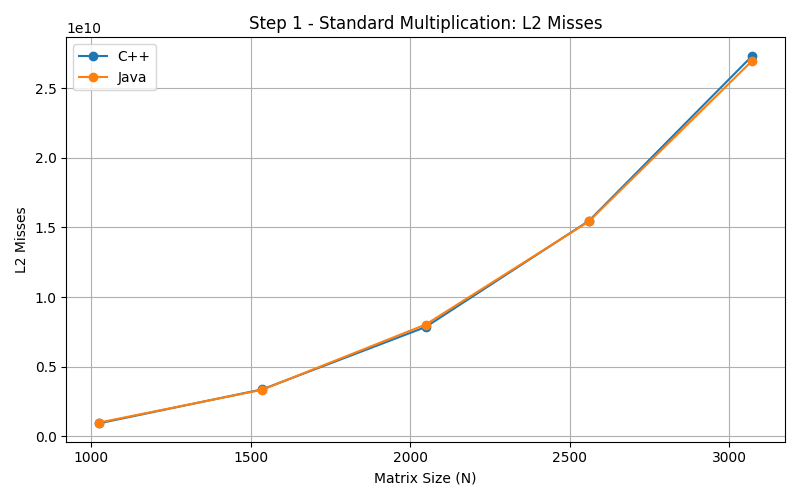 Step 1 - Standard Multiplication: L2 Misses
1e10
C++
Java
2.5
2.0
1.5
1.0
0.5
0.0
L2 Misses
1000
1500
2000
2500
3000
Matrix Size (N)